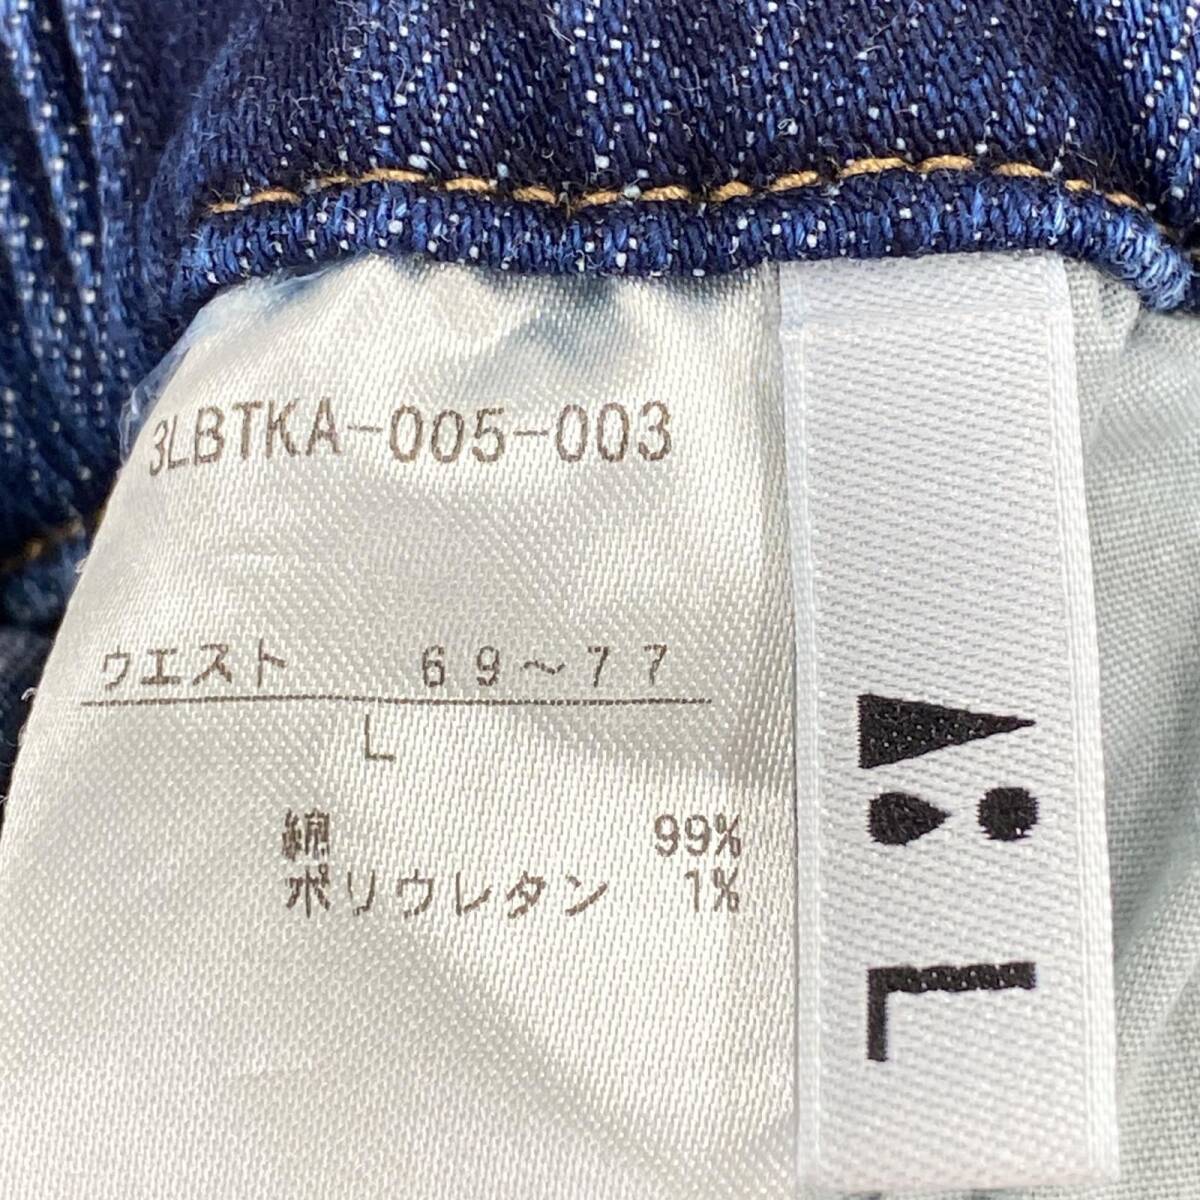 3LBTKA-005-003
ウエスト 69~77
L
綿 99%
ポリウレタン 1%
L